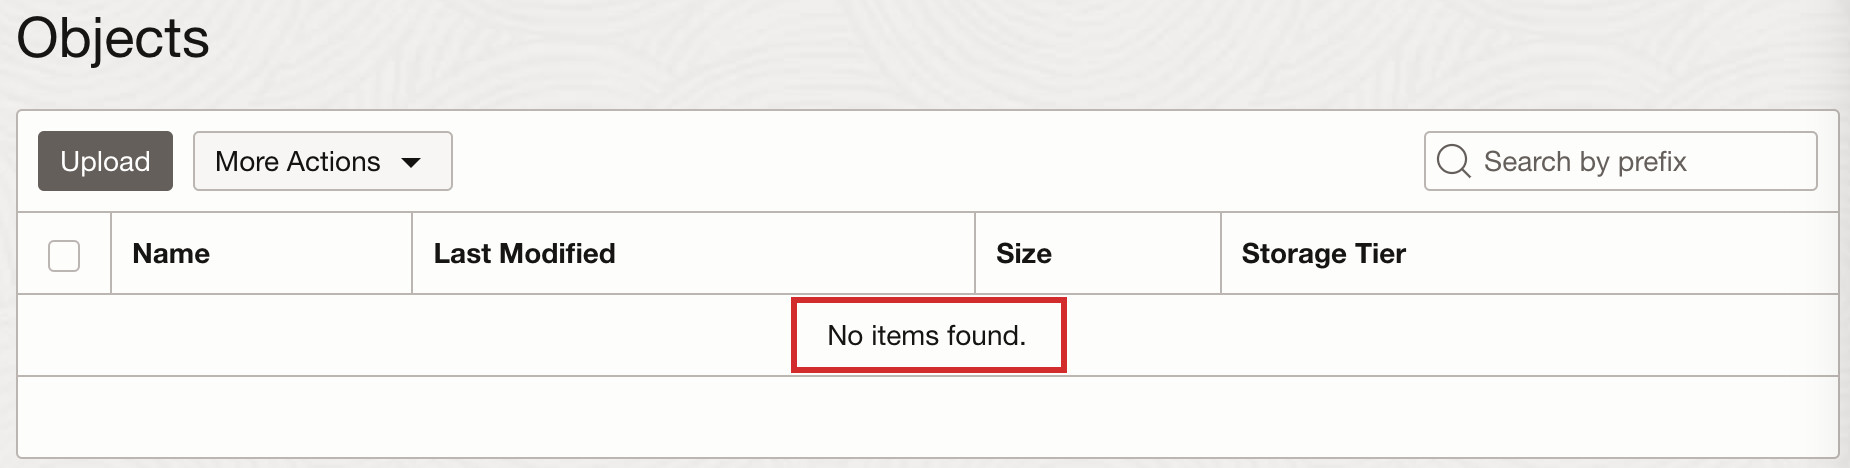 Objects
Upload
More Actions
Search by prefix
Name
Last Modified
Size
Storage Tier
No items found.